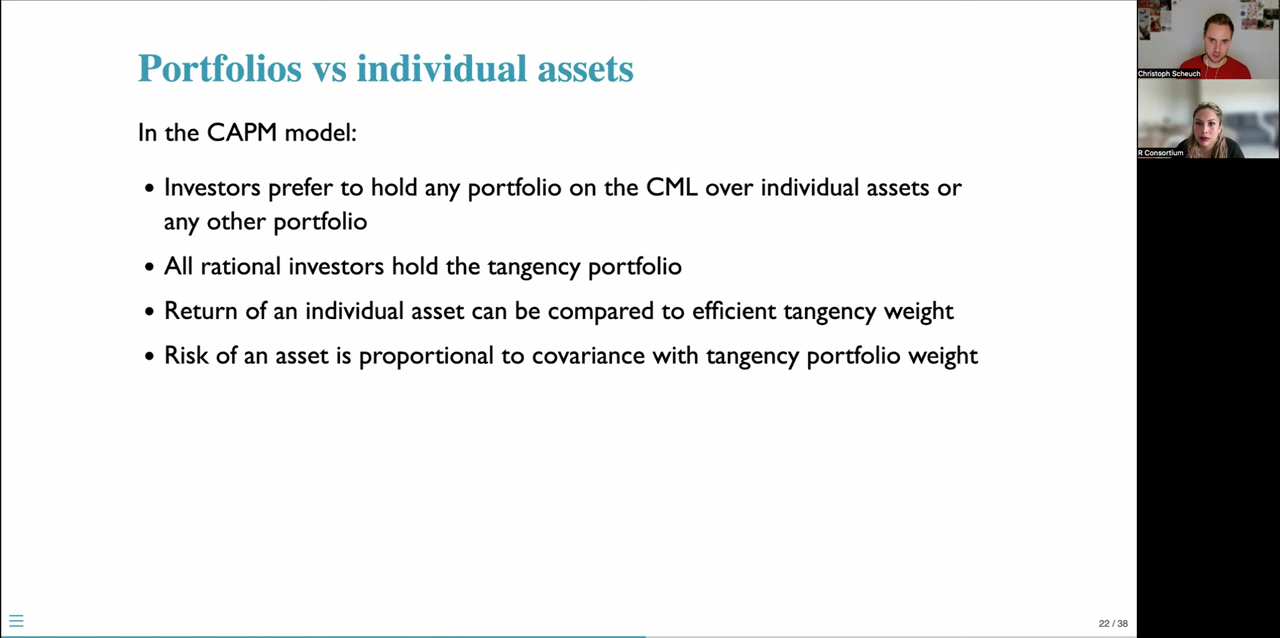 Portfolios vs individual assets
In the CAPM model:
• Investors prefer to hold any portfolio on the CML over individual assets or
any other portfolio
• All rational investors hold the tangency portfolio
• Return of an individual asset can be compared to efficient tangency weight
• Risk of an asset is proportional to covariance with tangency portfolio weight
22 / 38
Christoph Scheuch
R Consortium